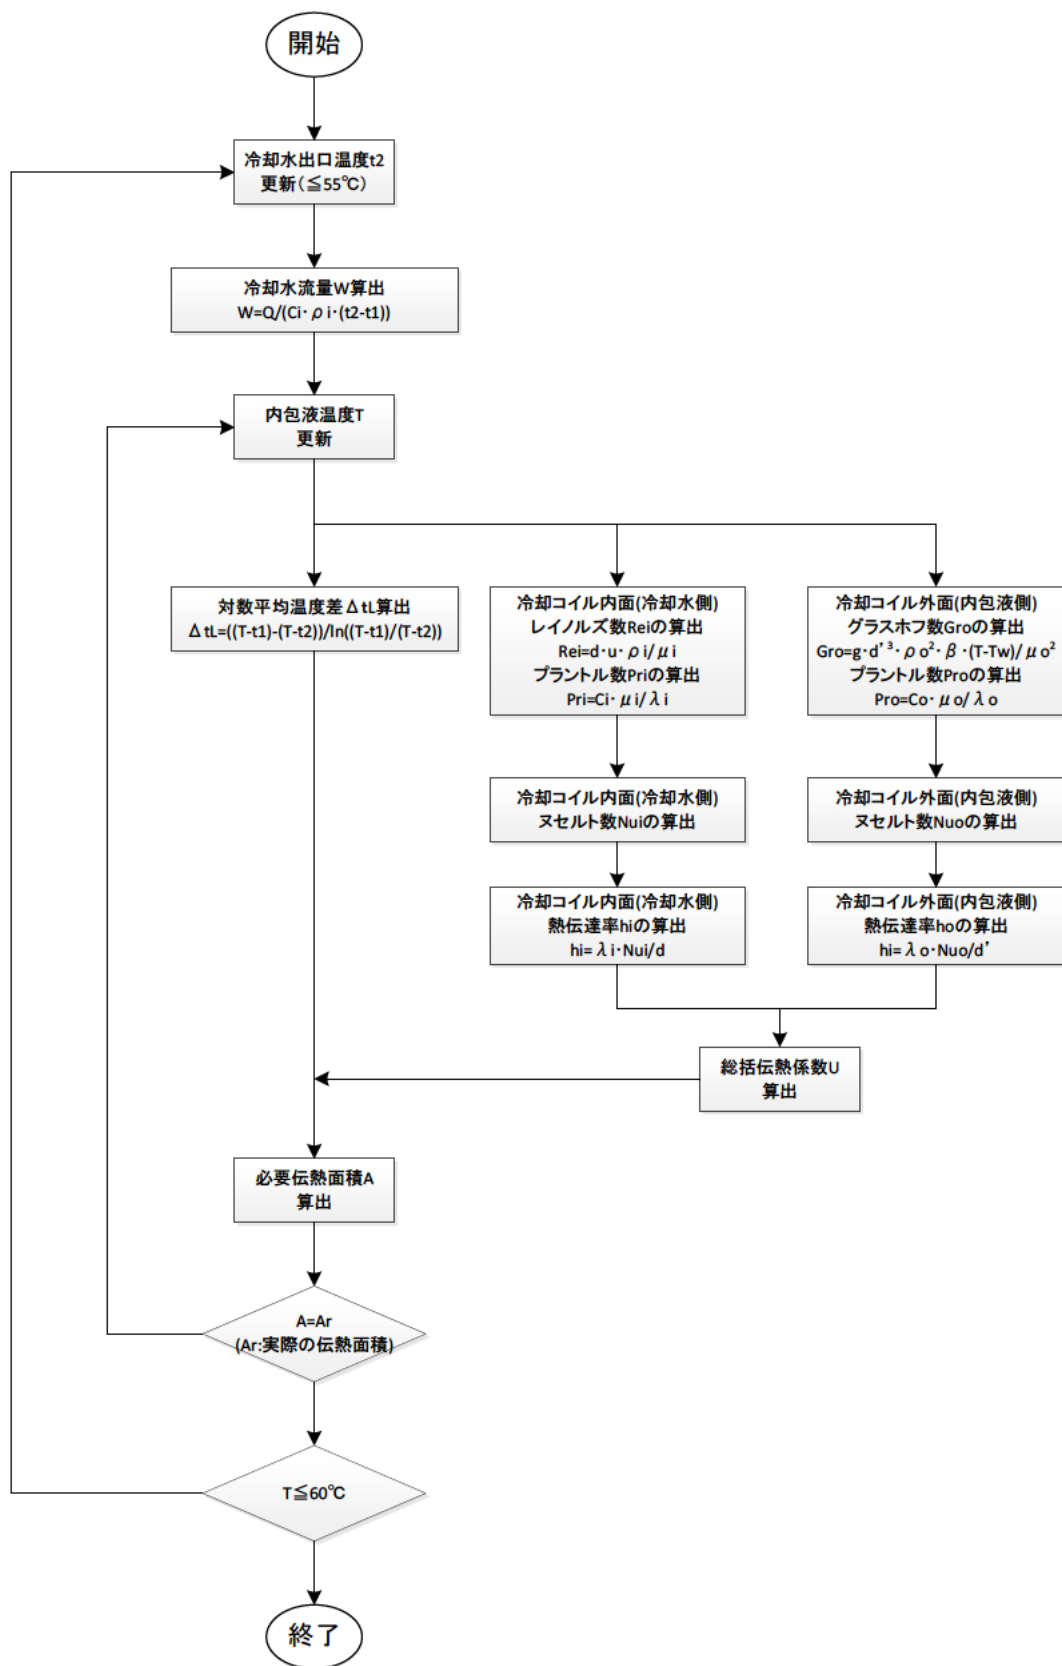 開始
冷却水出口温度t2
更新(≦55℃)
冷却水流量W算出
W=Q/(Ci・ρi・(t2-t1))
内包液温度T
更新
対数平均温度差ΔtL算出
ΔtL=((T-t1)-(T-t2))/ln((T-t1)/(T-t2))
冷却コイル内面(冷却水側)
レイノルズ数Reiの算出
Rei=d・u・ρi/μi
プラントル数Priの算出
Pri=Ci・μi/λi
冷却コイル外面(内包液側)
グラスホフ数Groの算出
Gro=g・d'³・ρo²・β・(T-Tw)/μo²
プラントル数Proの算出
Pro=Co・μo/λo
冷却コイル内面(冷却水側)
ヌセルト数Nuiの算出
冷却コイル外面(内包液側)
ヌセルト数Nuoの算出
冷却コイル内面(冷却水側)
熱伝達率hiの算出
hi=λi・Nui/d
冷却コイル外面(内包液側)
熱伝達率hoの算出
hi=λo・Nuo/d'
総括伝熱係数U
算出
必要伝熱面積A
算出
A=Ar
(Ar:実際の伝熱面積)
T≦60℃
終了